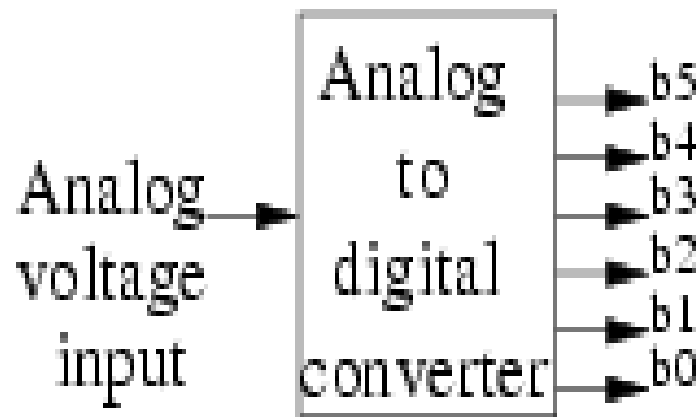 Analog
voltage
input
Analog
to
digital
converter
b5
b4
b3
b2
b1
b0